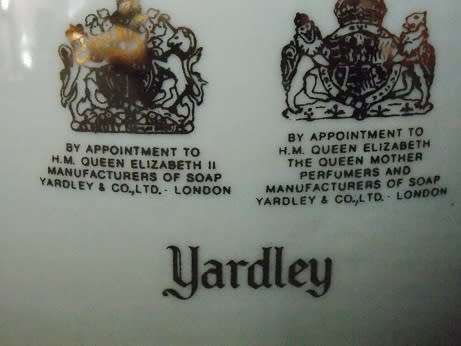 BY APPOINTMENT TO
H.M. QUEEN ELIZABETH II
MANUFACTURERS OF SOAP
YARDLEY & CO., LTD. - LONDON
BY APPOINTMENT TO
H.M. QUEEN ELIZABETH
THE QUEEN MOTHER
PERFUMERS AND
MANUFACTURERS OF SOAP
YARDLEY & CO., LTD. - LONDON
Yardley